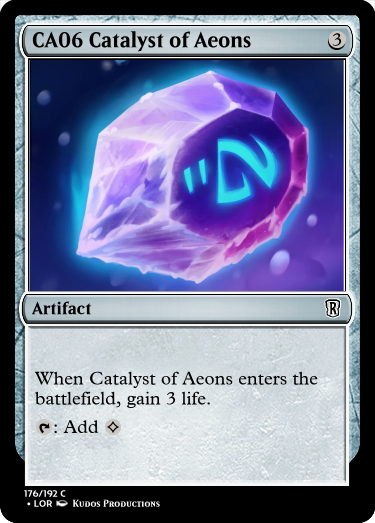 CA06 Catalyst of Aeons 3
Artifact R
When Catalyst of Aeons enters the
battlefield, gain 3 life.
: Add
176/192 C
• LOR Kudos Productions